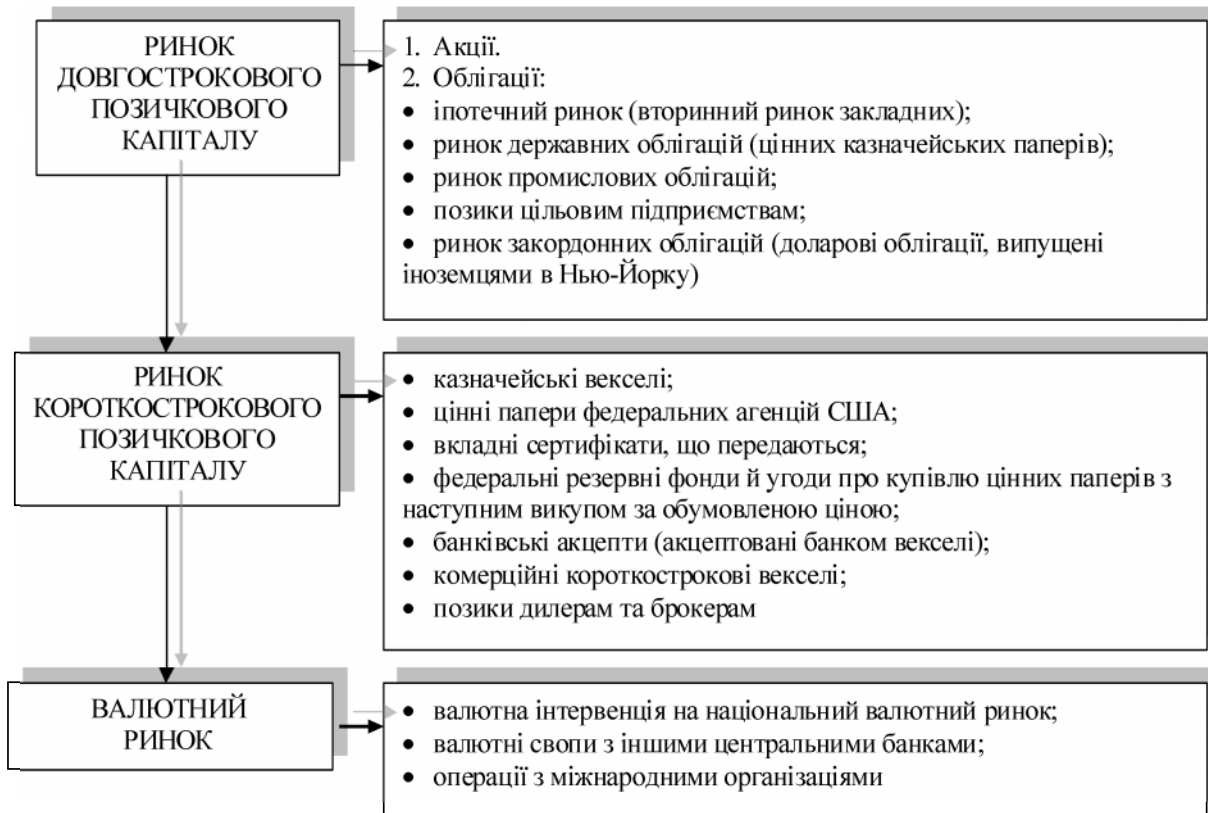 РИНОК
ДОВГОСТРОКОВОГО
ПОЗИЧКОВОГО
КАПІТАЛУ
1. Акції.
2. Облігації:
• іпотечний ринок (вторинний ринок закладних);
• ринок державних облігацій (цінних казначейських паперів);
• ринок промислових облігацій;
• позики цільовим підприємствам;
• ринок закордонних облігацій (доларові облігації, випущені
іноземцями в Нью-Йорку)
РИНОК
КОРОТКОСТРОКОВОГО
ПОЗИЧКОВОГО
КАПІТАЛУ
• казначейські векселі;
• цінні папери федеральних агенцій США;
• вкладні сертифікати, що передаються;
• федеральні резервні фонди й угоди про купівлю цінних паперів з
наступним викупом за обумовленою ціною;
• банківські акцепти (акцептовані банком векселі);
• комерційні короткострокові векселі;
• позики дилерам та брокерам
ВАЛЮТНИЙ
РИНОК
• валютна інтервенція на національний валютний ринок;
• валютні свопи з іншими центральними банками;
• операції з міжнародними організаціями